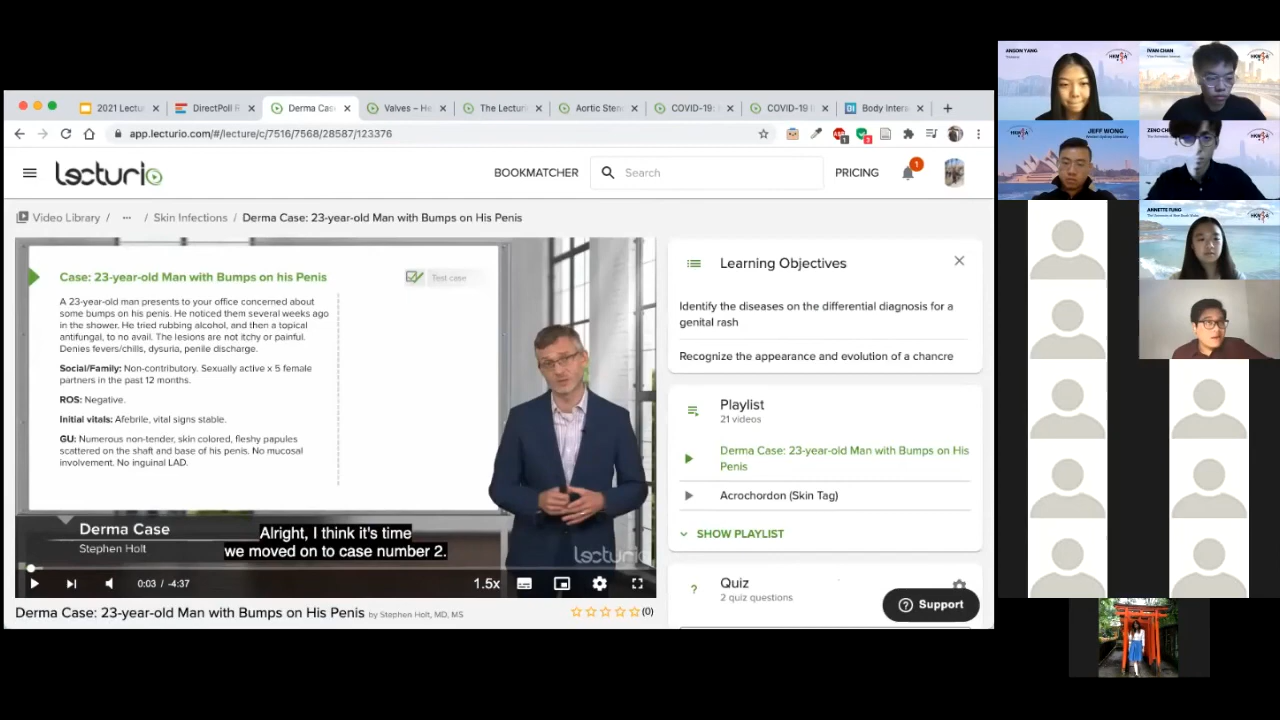 2021 Lectu
DirectPoll R
Derma Cas
Valves – He
The Lecturi
Aortic Sten
COVID-19: N
COVID-19 I
Body Intera
app.lecturio.com/#/lecture/c/7516/7568/28587/123376
lecturio
BOOKMATCHER
Search
PRICING
1
Video Library / ... / Skin Infections / Derma Case: 23-year-old Man with Bumps on His Penis
Case: 23-year-old Man with Bumps on his Penis
Test case
A 23-year-old man presents to your office concerned about
some bumps on his penis. He noticed them several weeks ago
in the shower. He tried rubbing alcohol, and then a topical
antifungal, to no avail. The lesions are not itchy or painful.
Denies fevers/chills, dysuria, penile discharge.
Social/Family: Non-contributory. Sexually active x 5 female
partners in the past 12 months.
ROS: Negative.
Initial vitals: Afebrile, vital signs stable.
GU: Numerous non-tender, skin colored, fleshy papules
scattered on the shaft and base of his penis. No mucosal
involvement. No inguinal LAD.
Derma Case
Stephen Holt
Alright, I think it's time
we moved on to case number 2.
lecturio
0:03 / -4:37
1.5x
Derma Case: 23-year-old Man with Bumps on His Penis by Stephen Holt, MD, MS
(0)
Learning Objectives
Identify the diseases on the differential diagnosis for a
genital rash
Recognize the appearance and evolution of a chancre
Playlist
21 videos
Derma Case: 23-year-old Man with Bumps on His
Penis
Acrochordon (Skin Tag)
SHOW PLAYLIST
Quiz
2 quiz questions
Support
ANSON YANG
IVAN CHAN
JEFF WONG
ZENO CH
ANNETTE FUNG